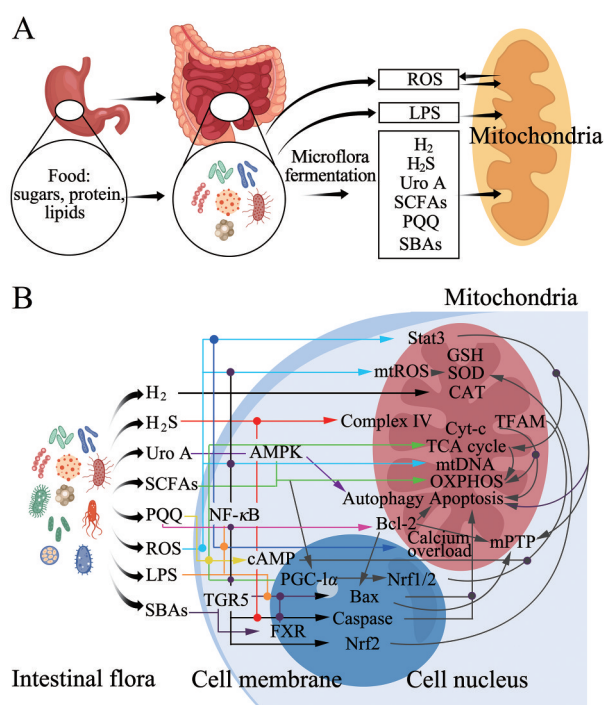 A
Food:
sugars, protein,
lipids
Microflora
fermentation
ROS
LPS
H₂
H₂S
Uro A
SCFAs
PQQ
SBAs
Mitochondria
B
Mitochondria
H₂
H₂S
Uro A
SCFAs
PQQ
ROS
LPS
SBAs
AMPK
NF-κB
cAMP
PGC-1α
TGR5
FXR
Stat3
mtROS
GSH
SOD
CAT
Complex IV
Cyt-c
TFAM
TCA cycle
mtDNA
OXPHOS
Autophagy
Apoptosis
Bcl-2
Calcium
overload
mPTP
Nrf1/2
Bax
Caspase
Nrf2
Intestinal flora
Cell membrane
Cell nucleus